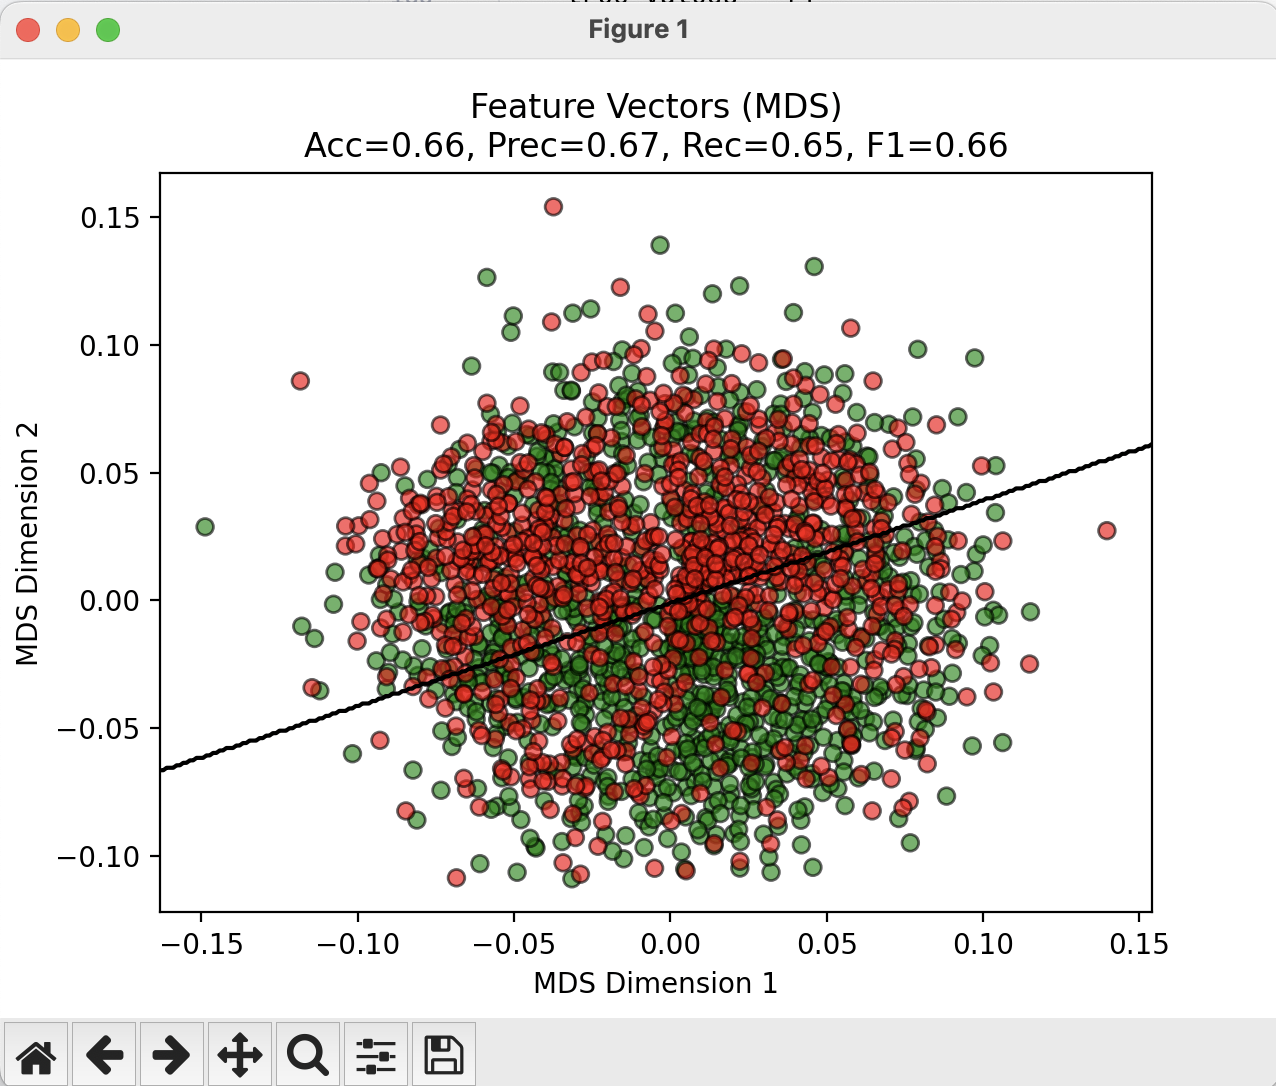 Figure 1
Feature Vectors (MDS)
Acc=0.66, Prec=0.67, Rec=0.65, F1=0.66
0.15
0.10
0.05
0.00
−0.05
−0.10
MDS Dimension 2
−0.15
−0.10
−0.05
0.00
0.05
0.10
0.15
MDS Dimension 1